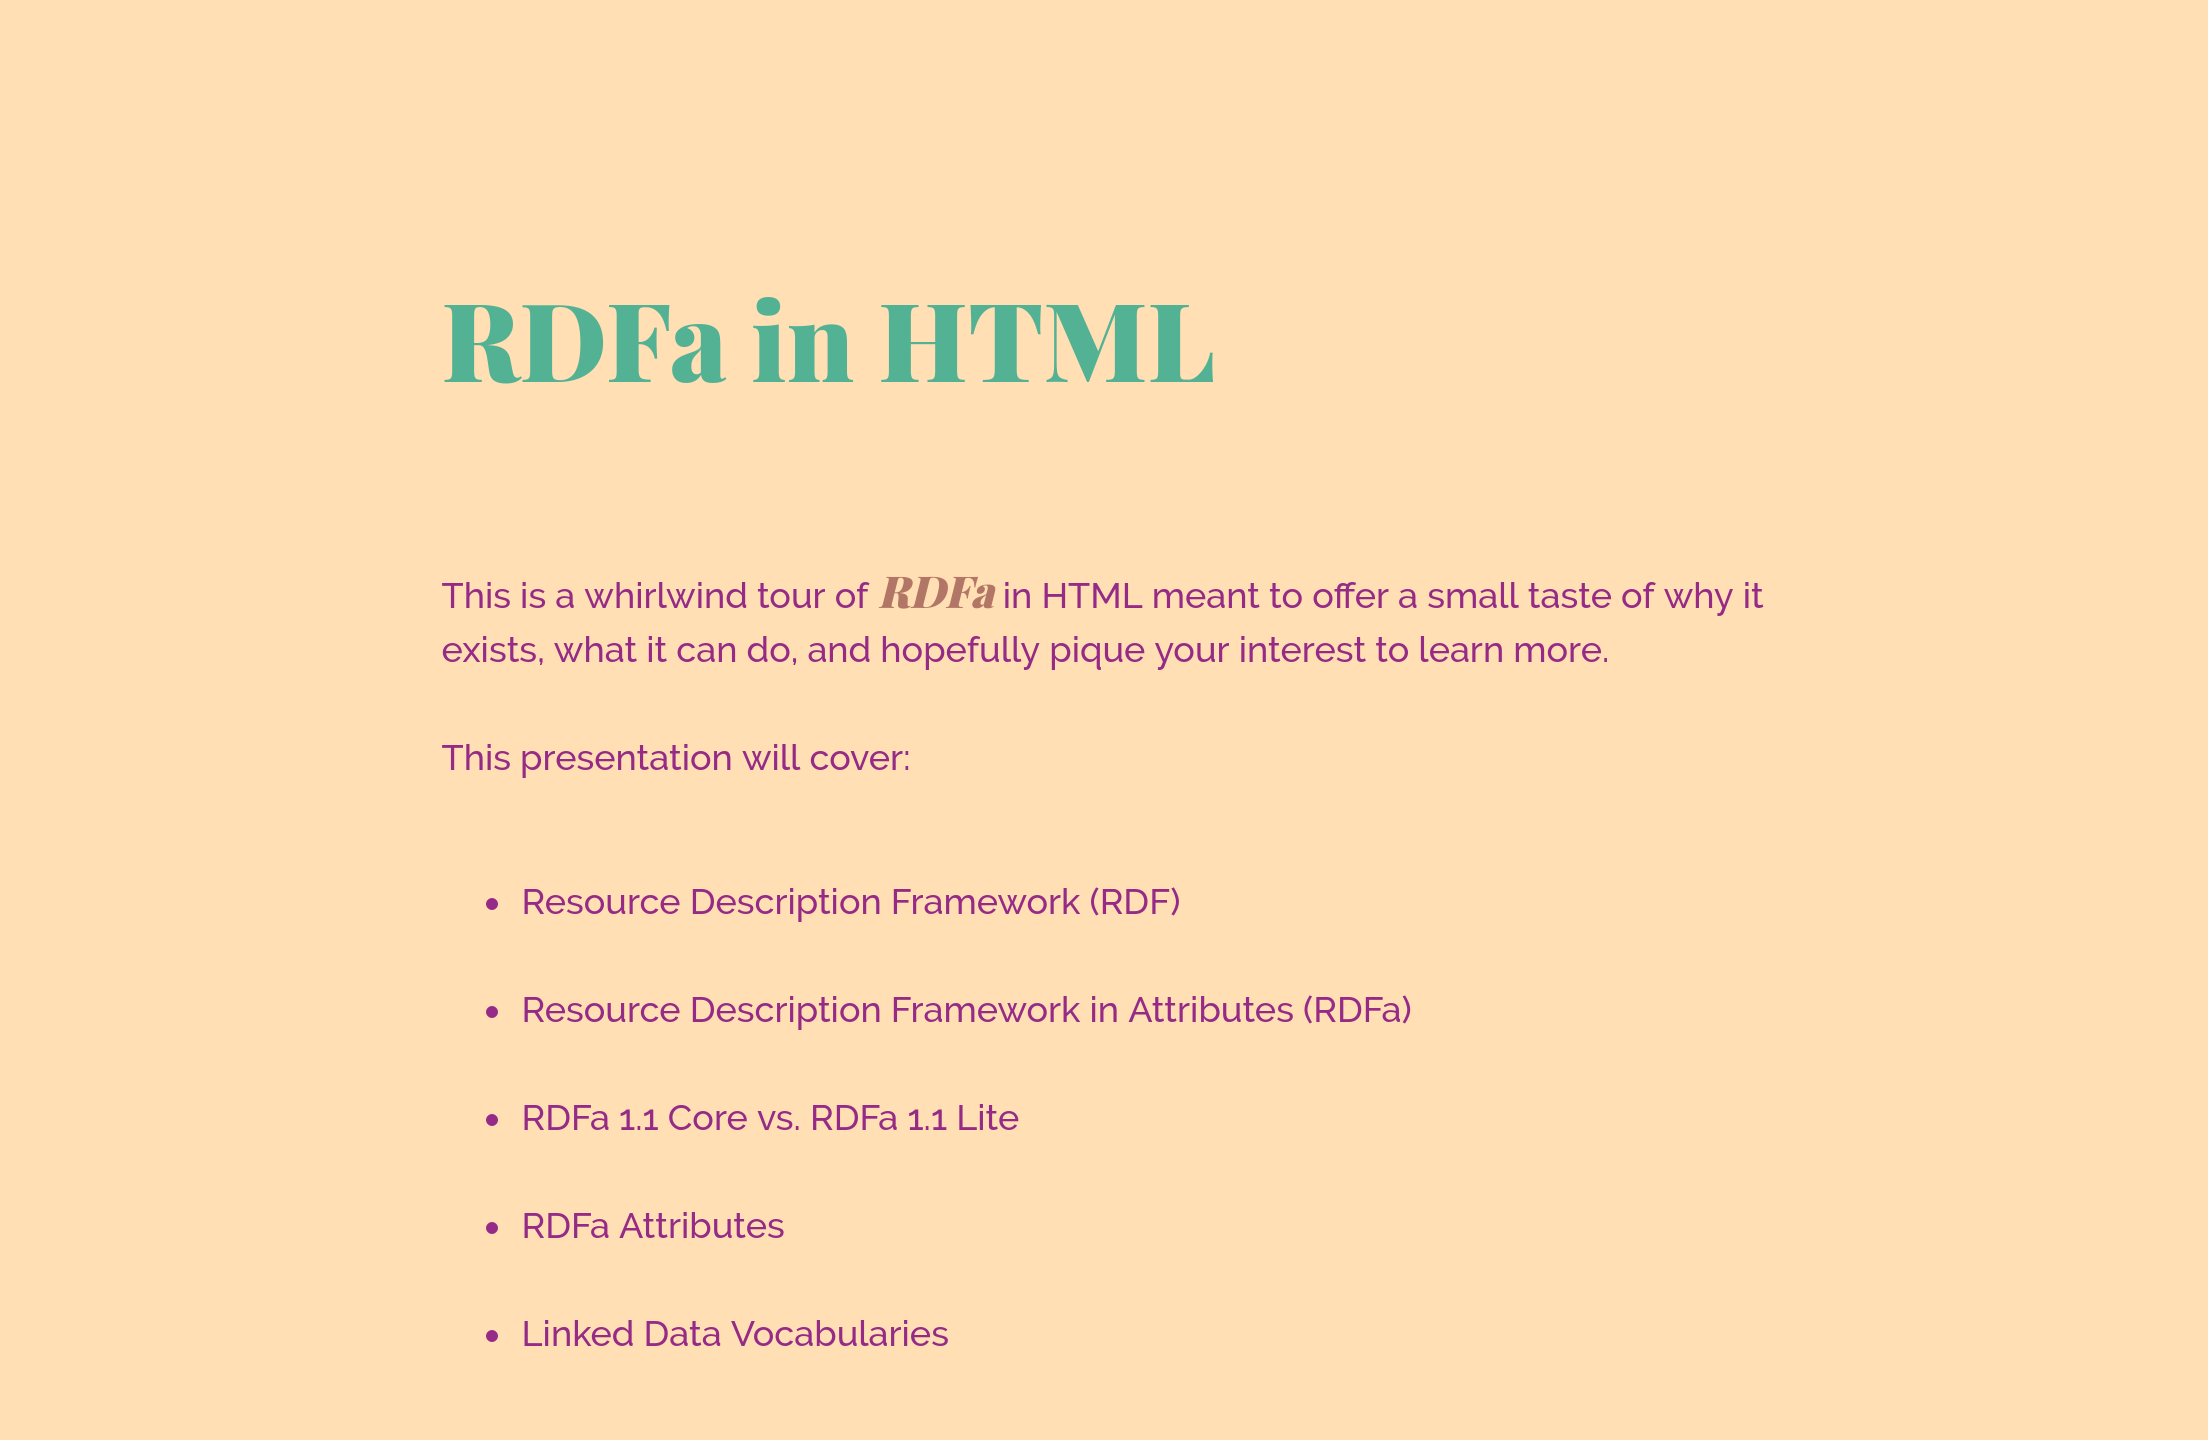 RDFa in HTML
This is a whirlwind tour of RDFa in HTML meant to offer a small taste of why it
exists, what it can do, and hopefully pique your interest to learn more.
This presentation will cover:
• Resource Description Framework (RDF)
• Resource Description Framework in Attributes (RDFa)
• RDFa 1.1 Core vs. RDFa 1.1 Lite
• RDFa Attributes
• Linked Data Vocabularies